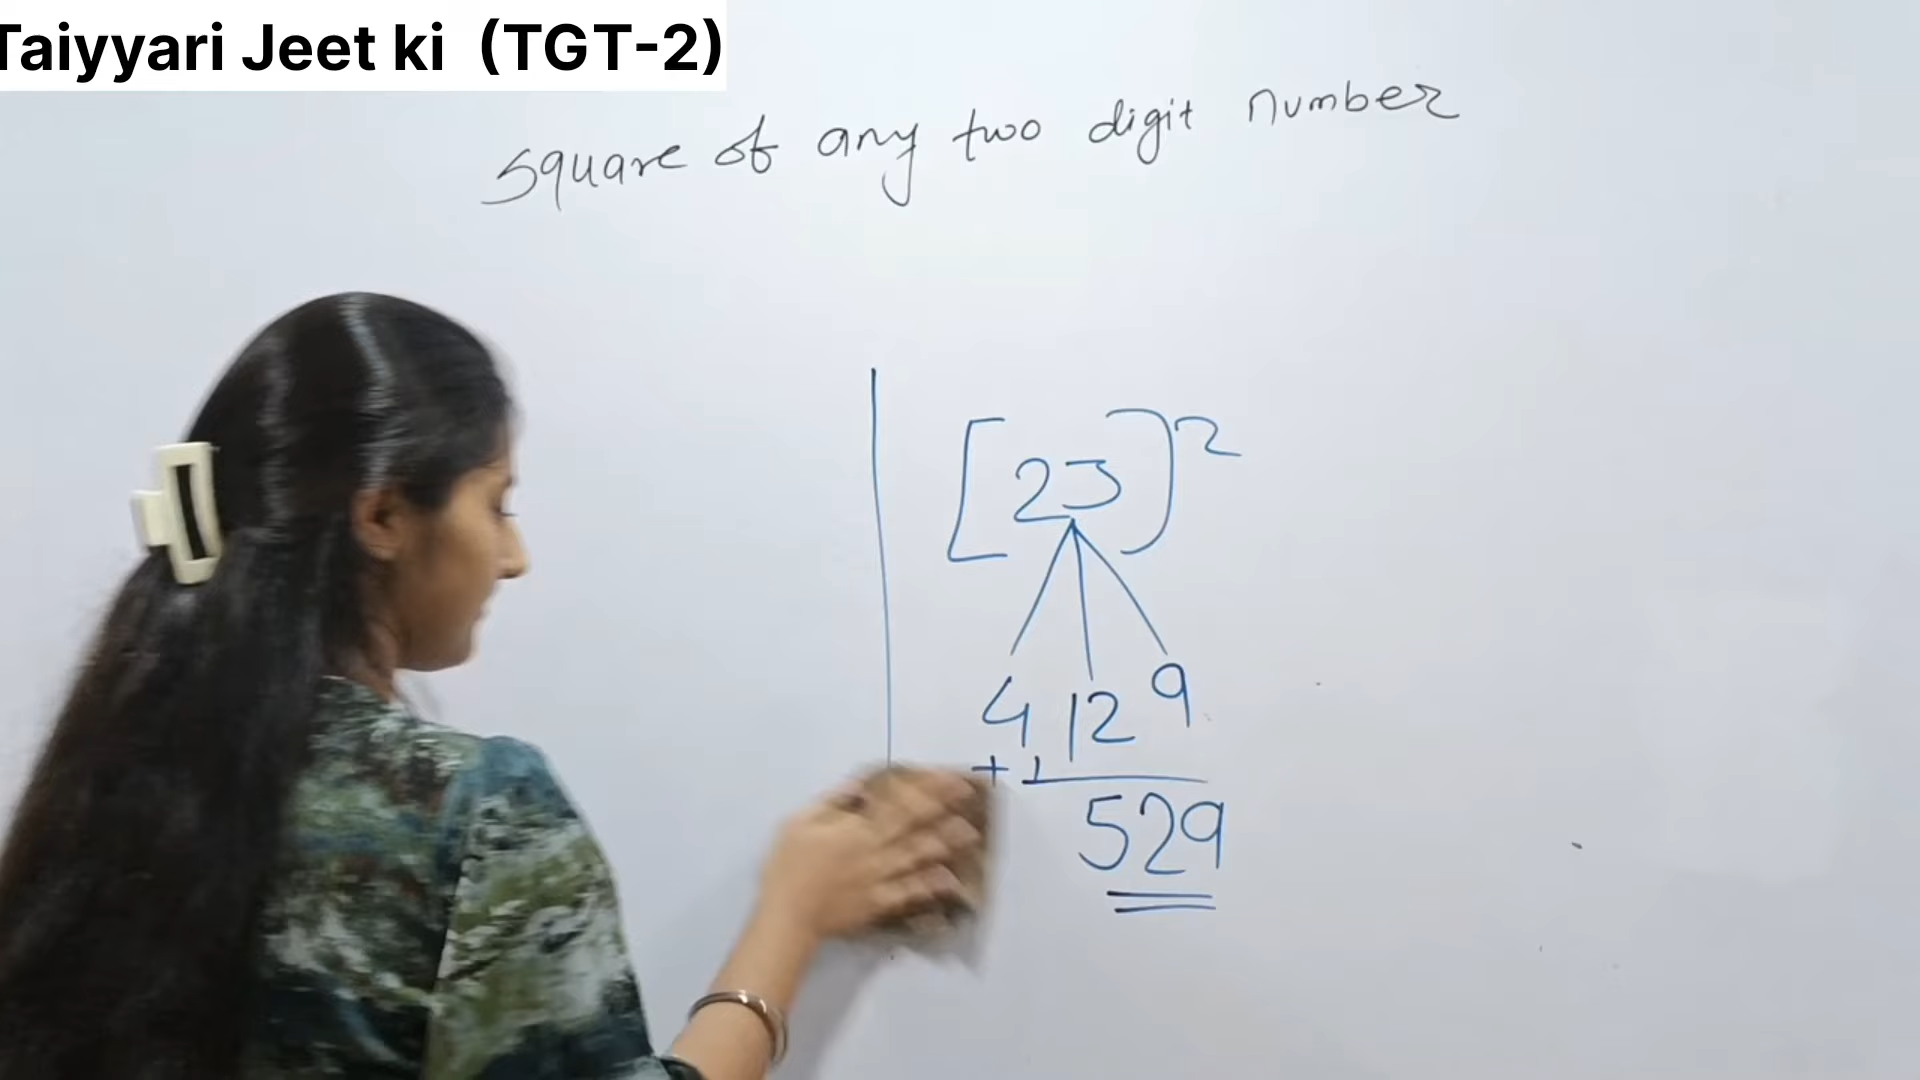 Taiyyari Jeet ki (TGT-2)
square of any two digit number
[23]²
4 12 9
+1
529